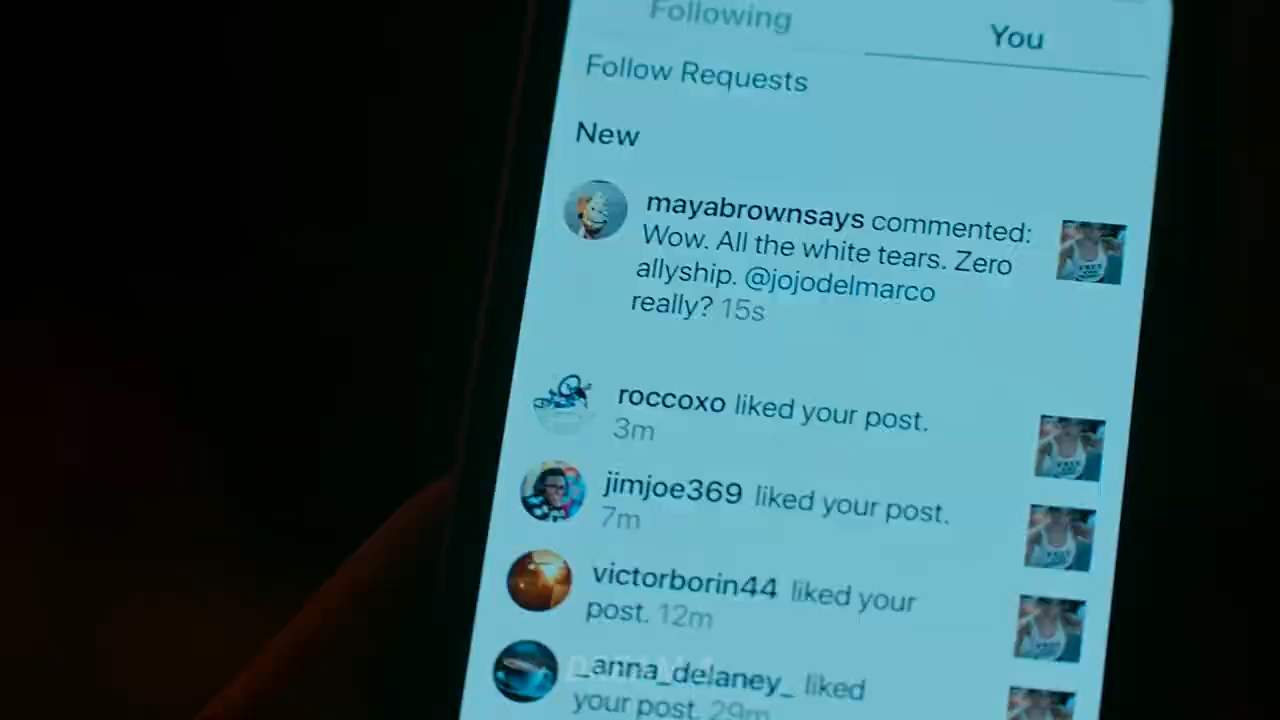 Following
You
Follow Requests
New
mayabrownsays commented:
Wow. All the white tears. Zero
allyship. @jojodelmarco
really? 15s
roccoxo liked your post.
3m
jimjoe369 liked your post.
7m
victorborin44 liked your
post. 12m
_anna_delaney_ liked
your post. 29m